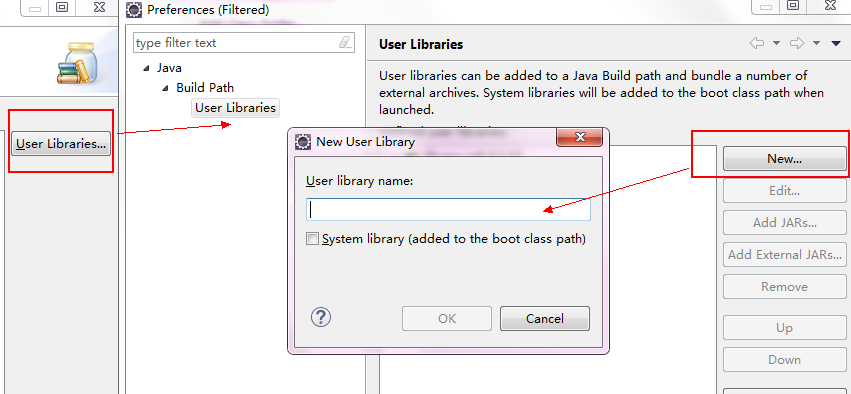 Preferences (Filtered)
type filter text
Java
Build Path
User Libraries
User Libraries...
User Libraries
User libraries can be added to a Java Build path and bundle a number of
external archives. System libraries will be added to the boot class path when
launched.
New User Library
User library name:
System library (added to the boot class path)
OK
Cancel
New...
Edit...
Add JARs...
Add External JARs...
Remove
Up
Down